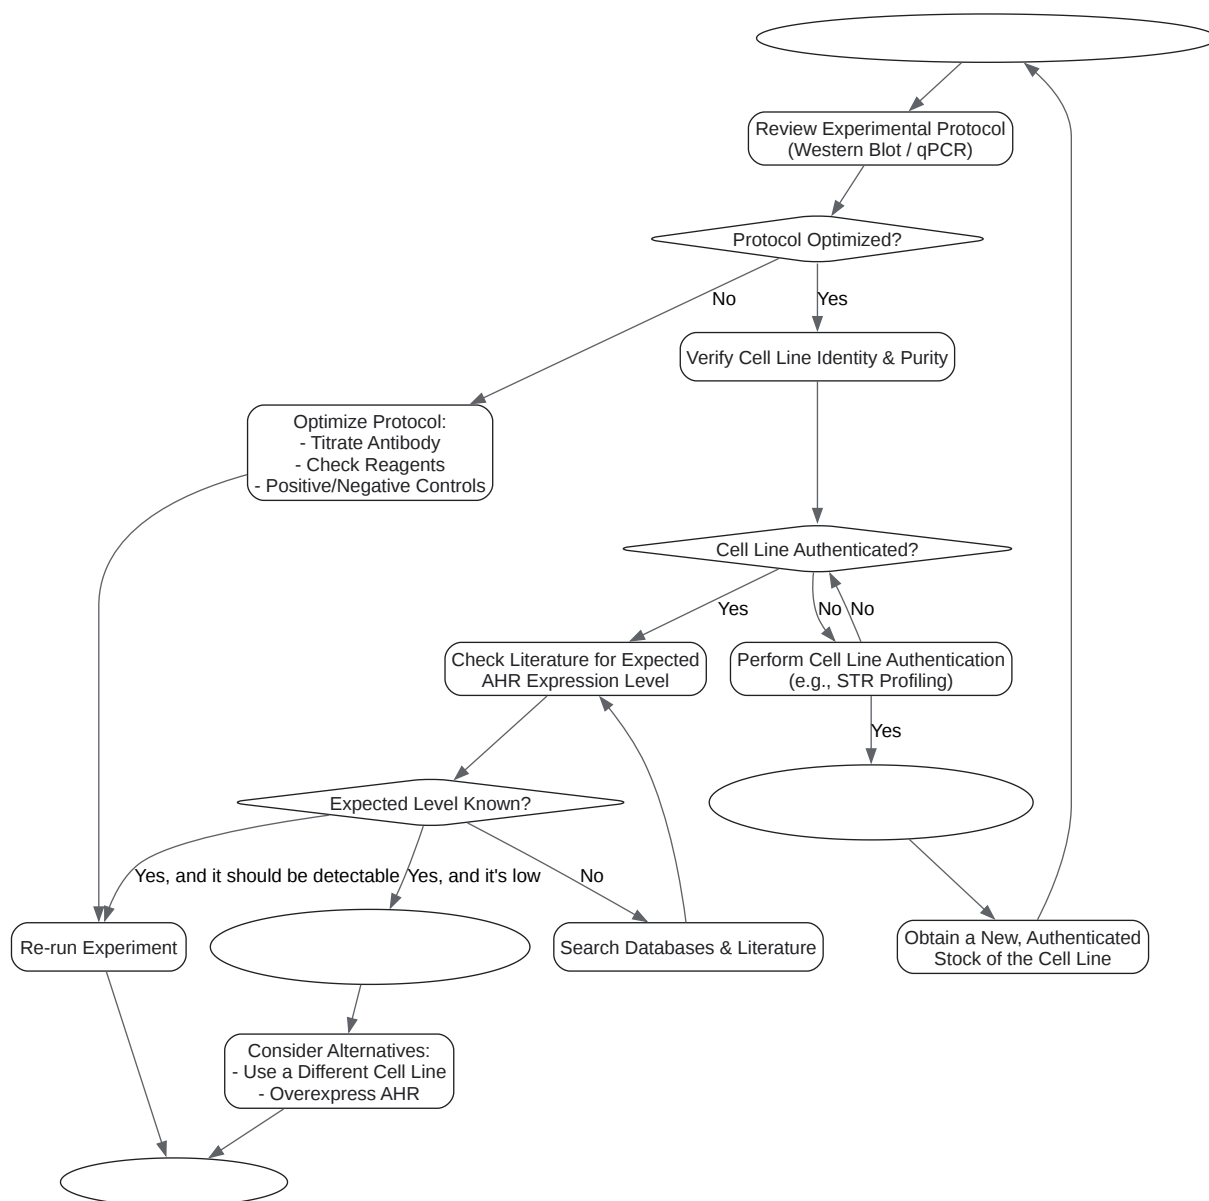 Review Experimental Protocol
(Western Blot / qPCR)
Protocol Optimized?
No
Yes
Verify Cell Line Identity & Purity
Optimize Protocol:
- Titrate Antibody
- Check Reagents
- Positive/Negative Controls
Cell Line Authenticated?
Yes
No
No
Check Literature for Expected
AHR Expression Level
Perform Cell Line Authentication
(e.g., STR Profiling)
Yes
Expected Level Known?
Yes, and it should be detectable
Yes, and it's low
No
Re-run Experiment
Search Databases & Literature
Obtain a New, Authenticated
Stock of the Cell Line
Consider Alternatives:
- Use a Different Cell Line
- Overexpress AHR